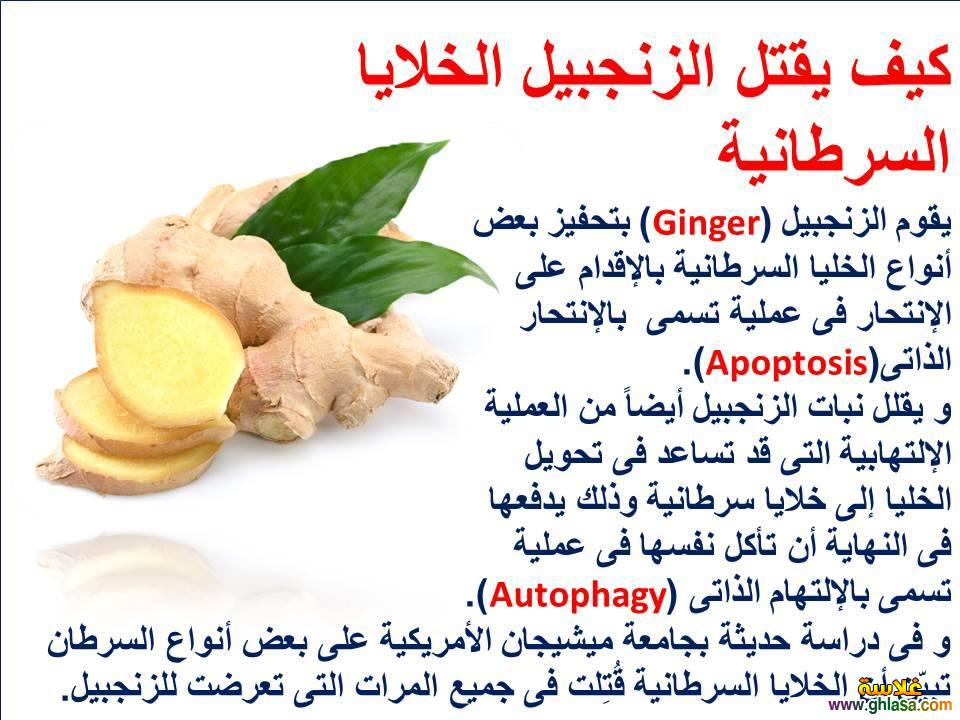 كيف يقتل الزنجبيل الخلايا
السرطانية
يقوم الزنجبيل (Ginger) بتحفيز بعض
أنواع الخليا السرطانية بالإقدام على
الإنتحار فى عملية تسمى بالإنتحار
الذاتى(Apoptosis).
و يقلل نبات الزنجبيل أيضاً من العملية
الإلتهابية التى قد تساعد فى تحويل
الخليا إلى خلايا سرطانية وذلك يدفعها
فى النهاية أن تأكل نفسها فى عملية
تسمى بالإلتهام الذاتى (Autophagy).
و فى دراسة حديثة بجامعة ميشيجان الأمريكية على بعض أنواع السرطان
تبيّن أن الخلايا السرطانية قُتِلت فى جميع المرات التى تعرضت للزنجبيل.
غلاسة
www.ghlasa.com